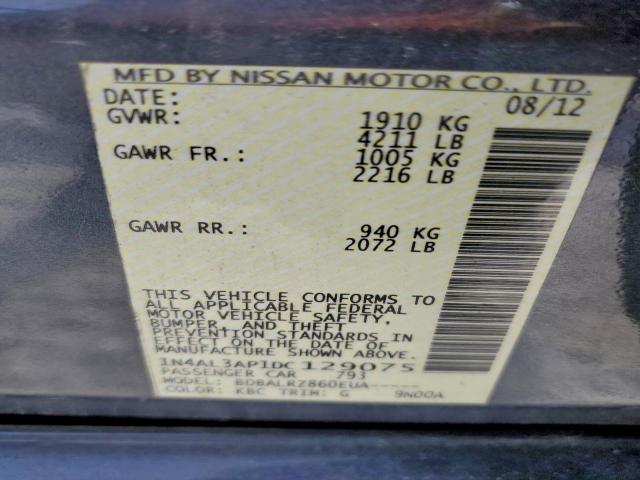 MFD BY NISSAN MOTOR CO., LTD.
DATE: 08/12
GVWR: 1910 KG
4211 LB
GAWR FR.: 1005 KG
2216 LB
GAWR RR.: 940 KG
2072 LB
THIS VEHICLE CONFORMS TO
ALL APPLICABLE FEDERAL
MOTOR VEHICLE SAFETY,
BUMPER, AND THEFT
PREVENTION STANDARDS IN
EFFECT ON THE DATE OF
MANUFACTURE SHOWN ABOVE.
1N4AL3AP1DC129075
PASSENGER CAR 793
MODEL: BDBALRZ860EUA-----
COLOR: KBC TRIM: G 9N00A